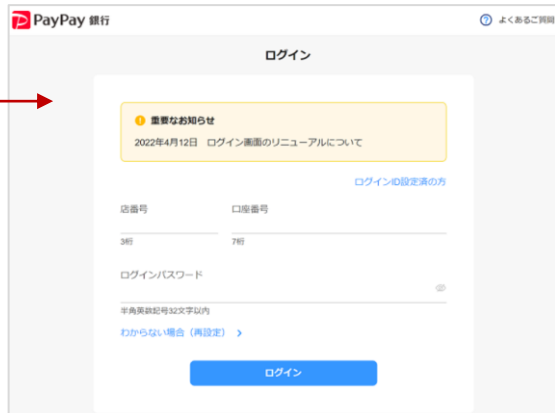 PayPay 銀行
よくあるご質問
ログイン
重要なお知らせ
2022年4月12日 ログイン画面のリニューアルについて
ログインID設定済の方
店番号 口座番号
3桁 7桁
ログインパスワード
半角英数記号32文字以内
わからない場合（再設定）
ログイン